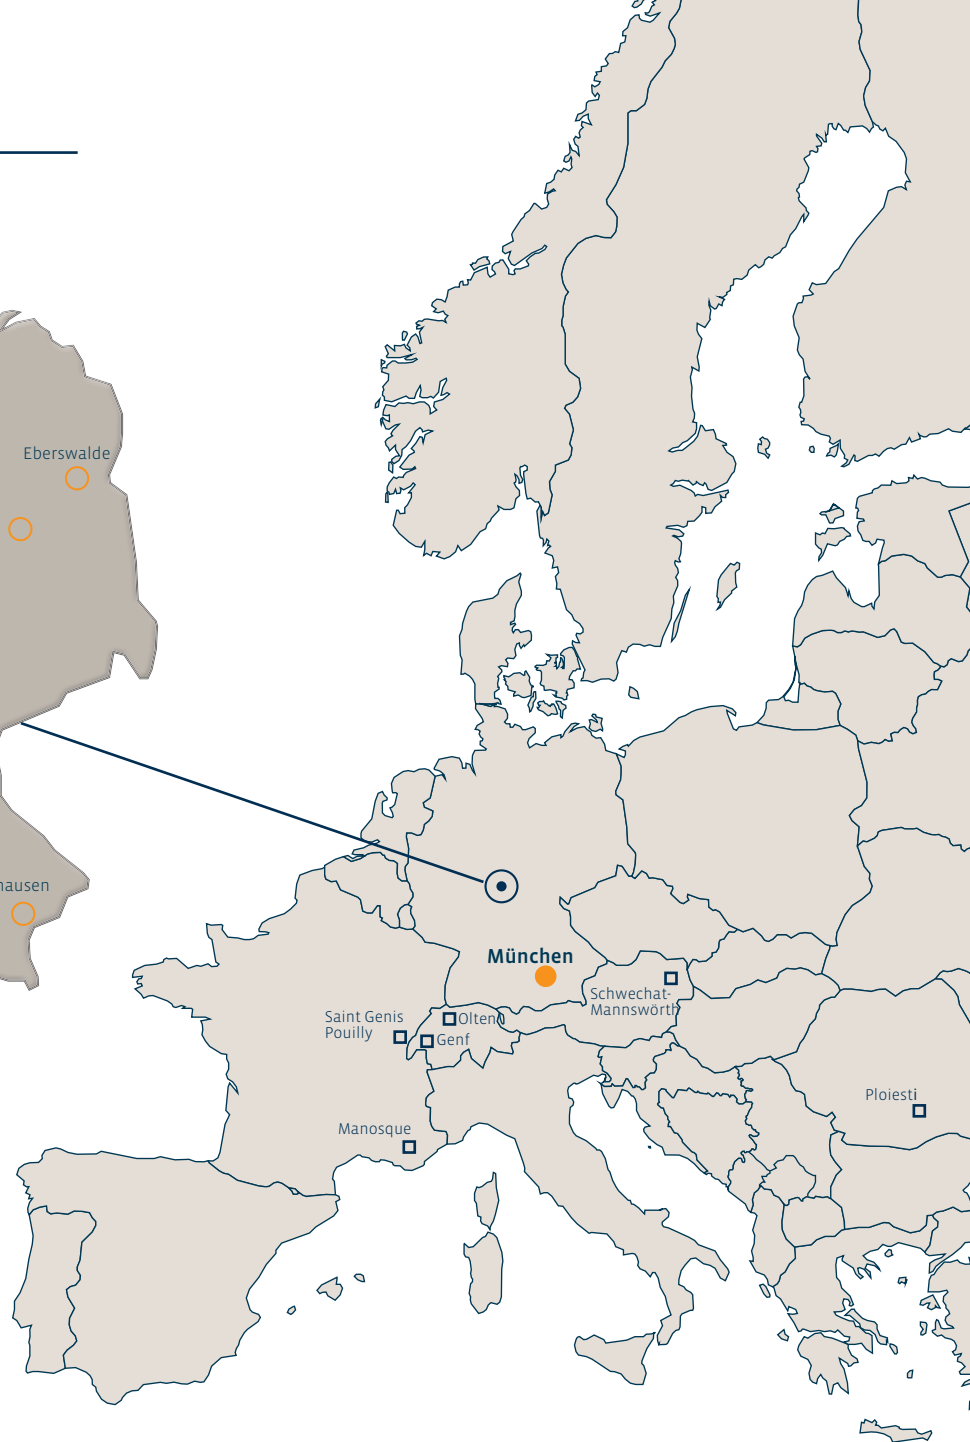 Eberswalde
hausen
München
Schwechat-
Mannswörth
Saint Genis
Pouilly
Olten
Genf
Ploiesti
Manosque